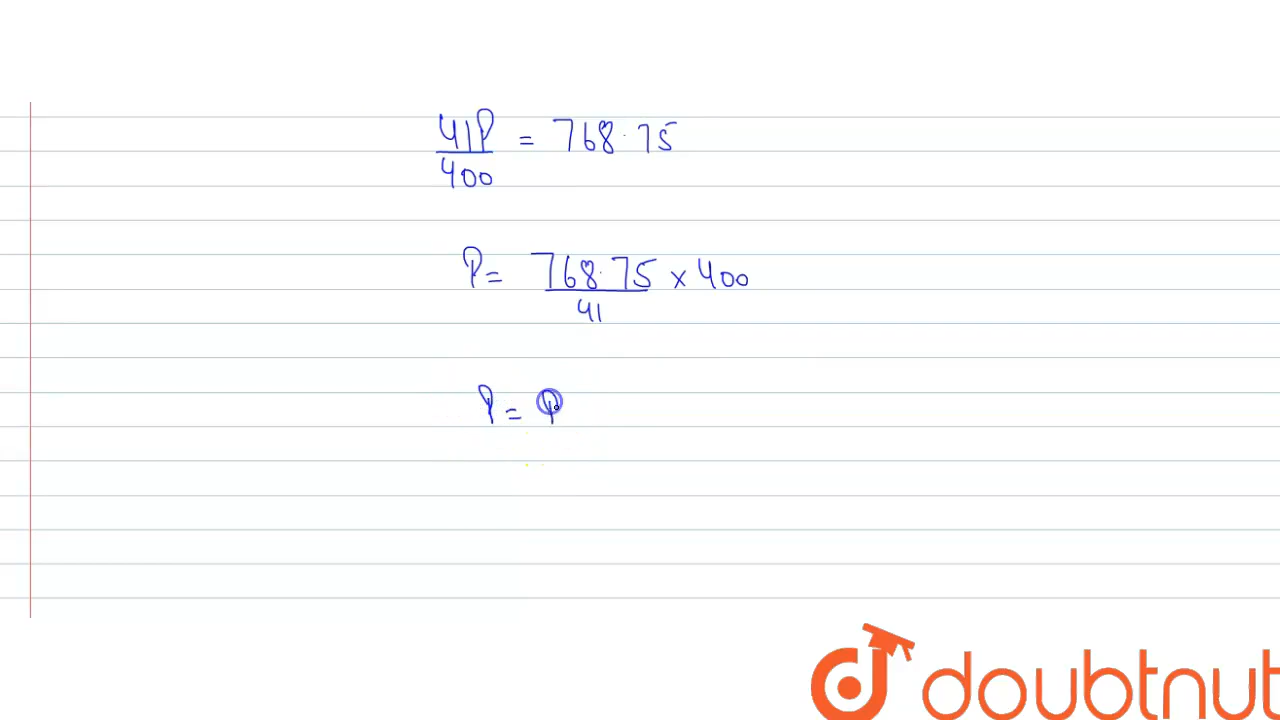 41P
400
= 768.75
P = 768.75 × 400
41
P = P
doubtnut